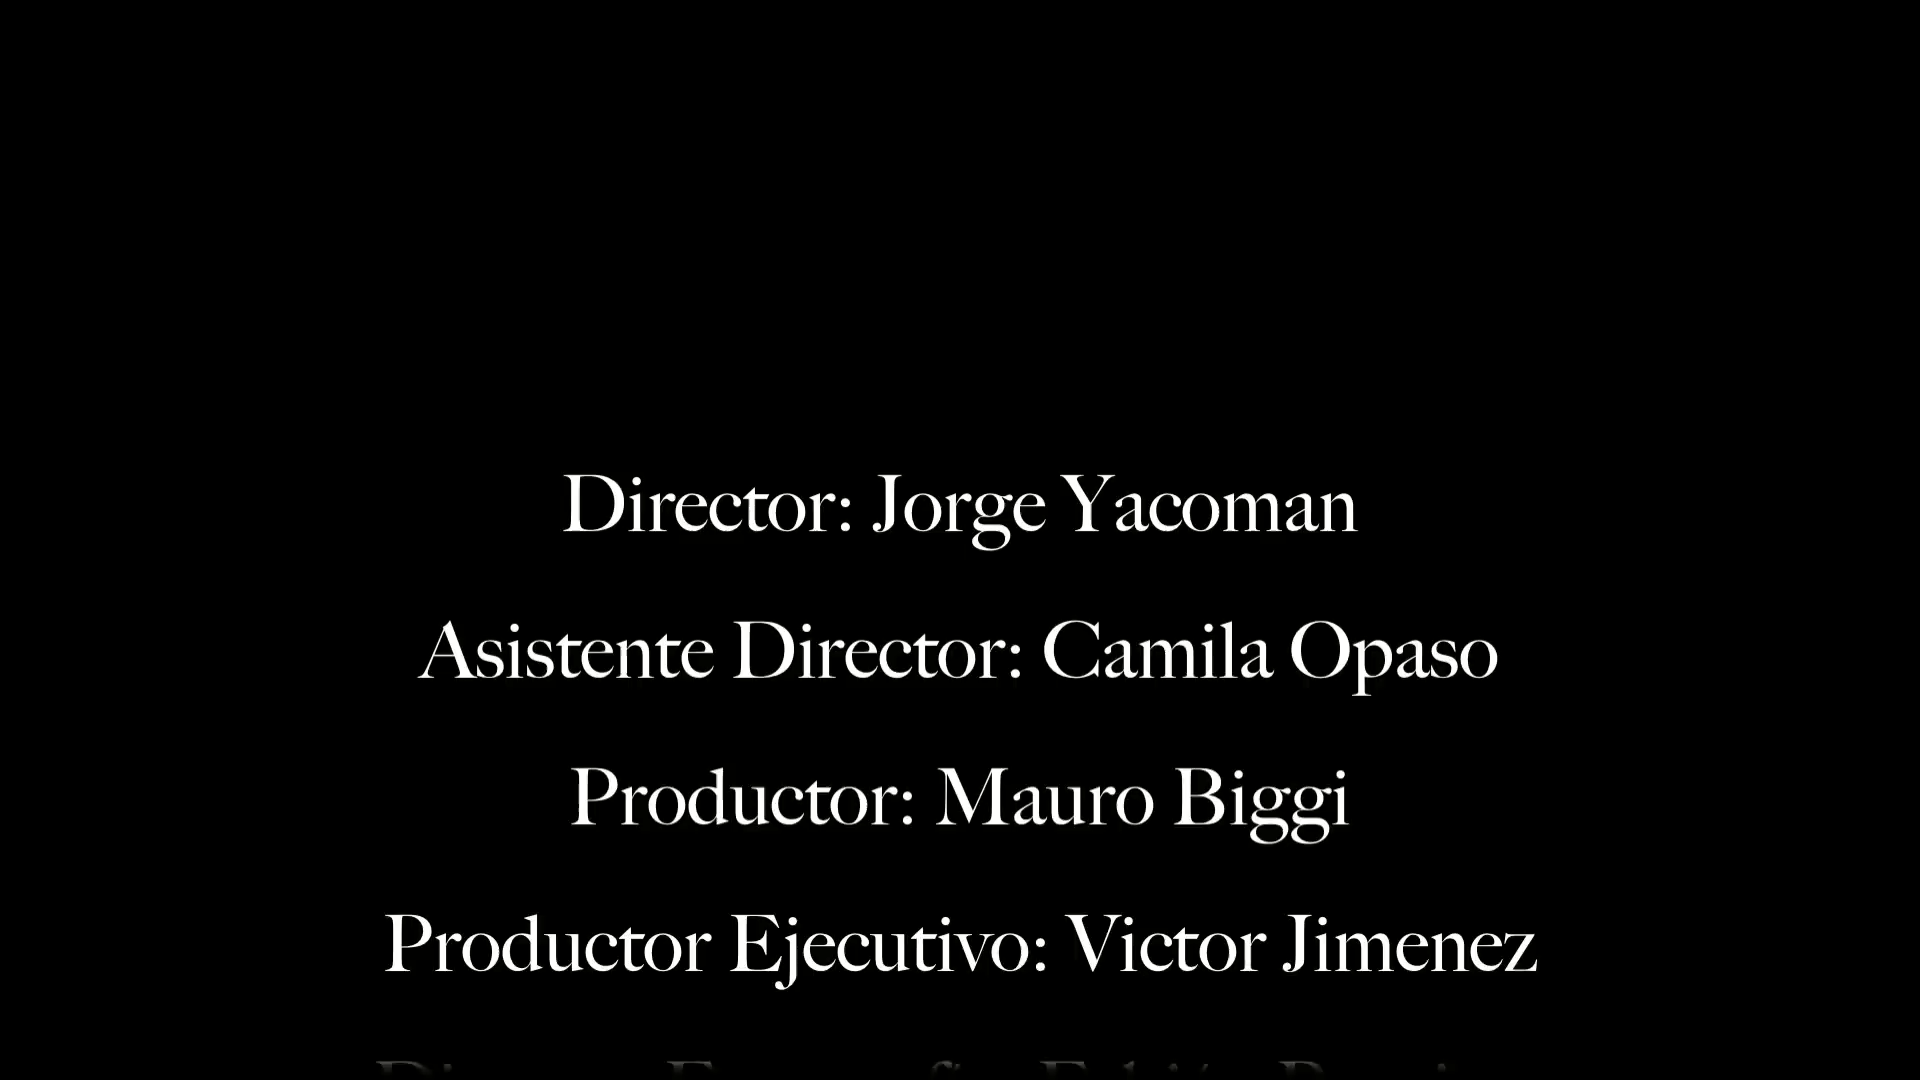 Director: Jorge Yacoman
Asistente Director: Camila Opaso
Productor: Mauro Biggi
Productor Ejecutivo: Victor Jimenez